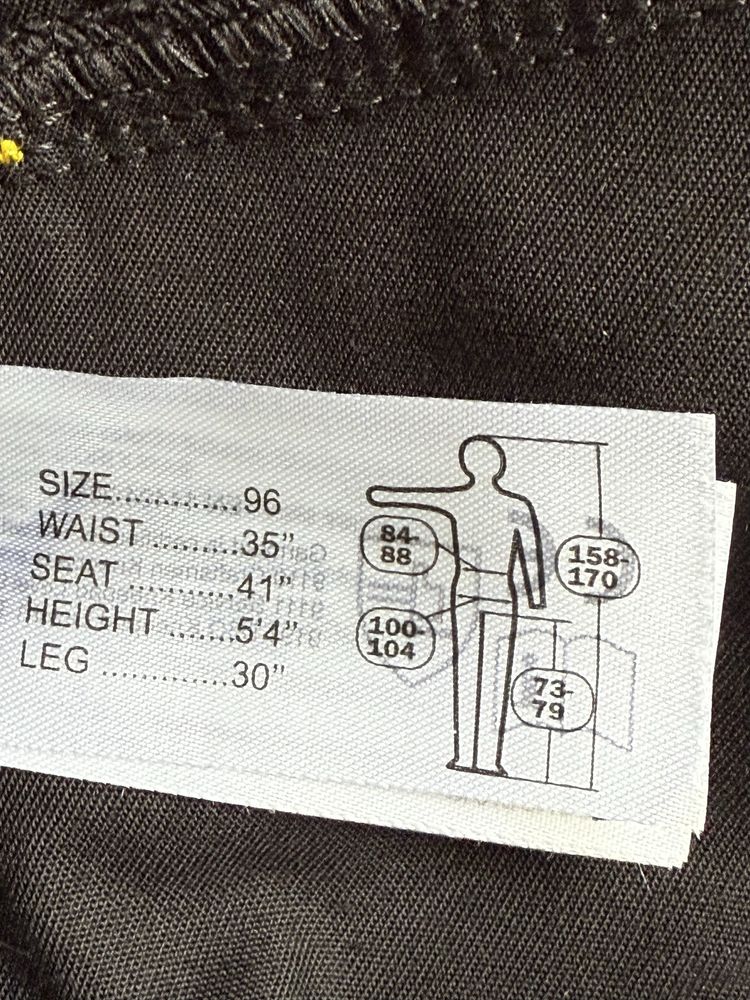 SIZE............96
WAIST.........35”
SEAT ...........41”
HEIGHT .......5’4”
LEG .............30”
84-
88
100-
104
158-
170
73-
79